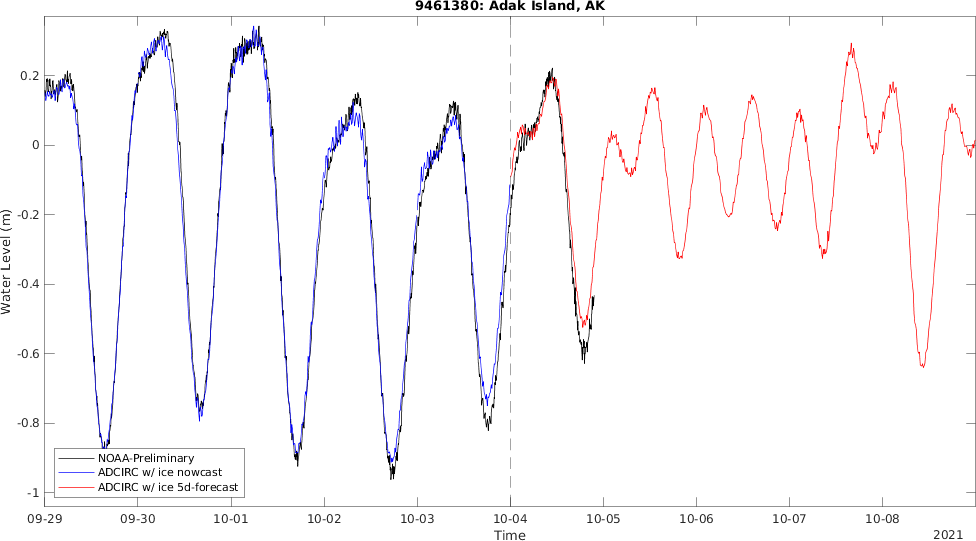 9461380: Adak Island, AK
Water Level (m)
0.2
0
-0.2
-0.4
-0.6
-0.8
-1
NOAA-Preliminary
ADCIRC w/ ice nowcast
ADCIRC w/ ice 5d-forecast
09-29 09-30 10-01 10-02 10-03 10-04 10-05 10-06 10-07 10-08
Time
2021